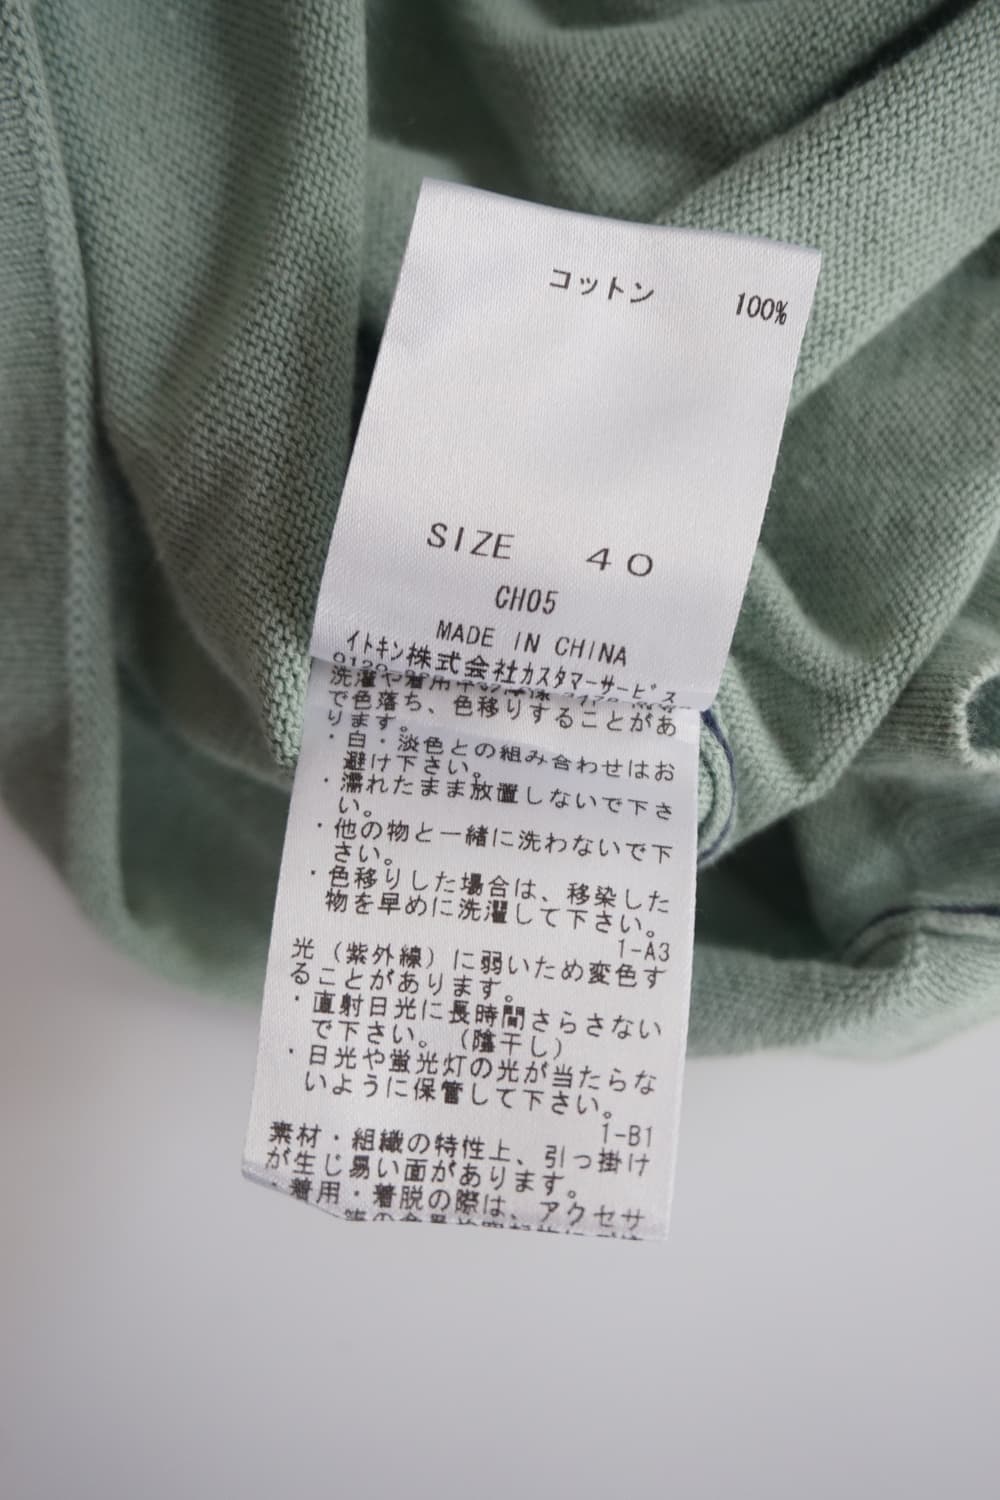 コットン 100%
SIZE 40
CH05
MADE IN CHINA
イトキン株式会社カスタマーサービス
0120
洗濯や着用中の
で色落ち、色移りすることがあ
ります。
・白・淡色との組み合わせはお
避け下さい。
・濡れたまま放置しないで下さ
い。
・他の物と一緒に洗わないで下
さい。
・色移りした場合は、移染した
物を早めに洗濯して下さい。
1-A3
光（紫外線）に弱いため変色す
ることがあります。
・直射日光に長時間さらさない
で下さい。（陰干し）
・日光や蛍光灯の光が当たらな
いように保管して下さい。
1-B1
素材・組織の特性上、引っ掛け
が生じ易い面があります。
・着用・着脱の際は、アクセサ